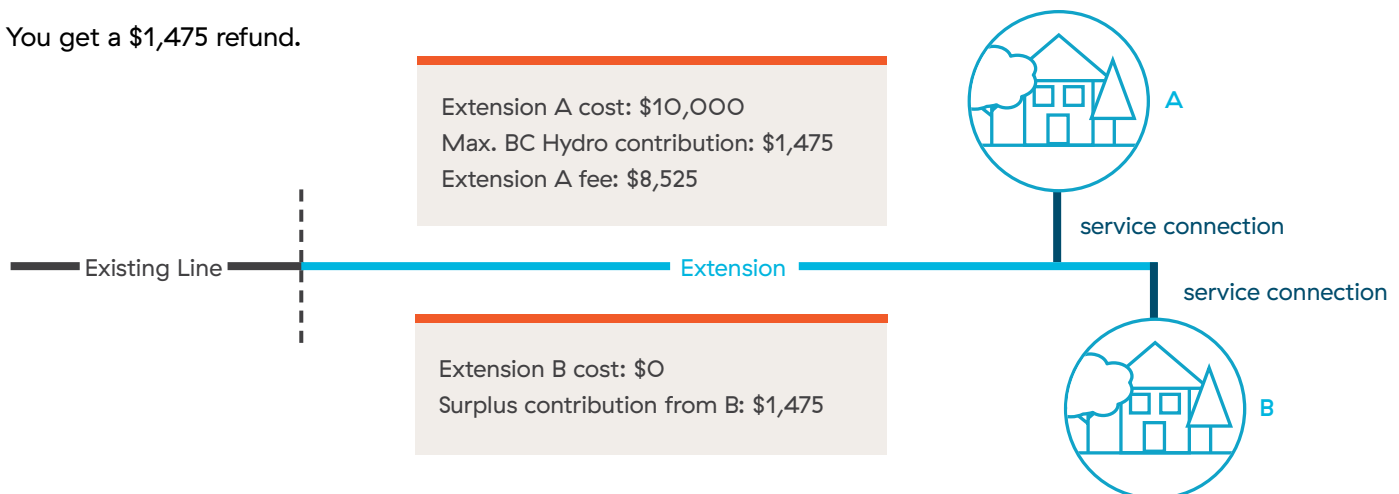 You get a $1,475 refund.
Extension A cost: $10,000
Max. BC Hydro contribution: $1,475
Extension A fee: $8,525
A
service connection
Existing Line
Extension
service connection
Extension B cost: $0
Surplus contribution from B: $1,475
B